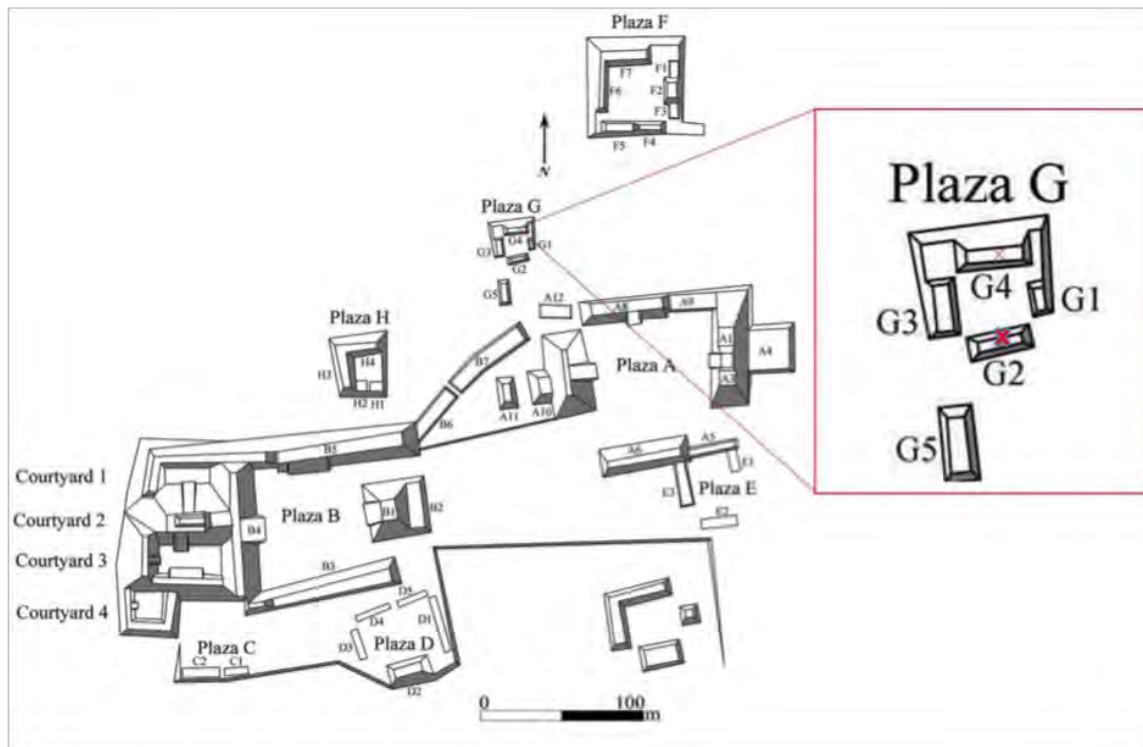 Plaza F
F7
F1
F6
F2
F3
F5
F4
N
Plaza G
G4
G1
G3
G2
G5
A12
A8
A9
Plaza A
A1
A4
A3
Plaza H
H4
H3
H2
H1
B7
B6
A11
A10
B5
A6
A5
E1
E3
Plaza E
E2
Courtyard 1
Courtyard 2
Courtyard 3
Courtyard 4
Plaza B
B1
B2
B4
B3
D5
D4
D1
D3
Plaza D
D2
Plaza C
C2
C1
0
100
m
Plaza G
G4
G1
G3
G2
G5